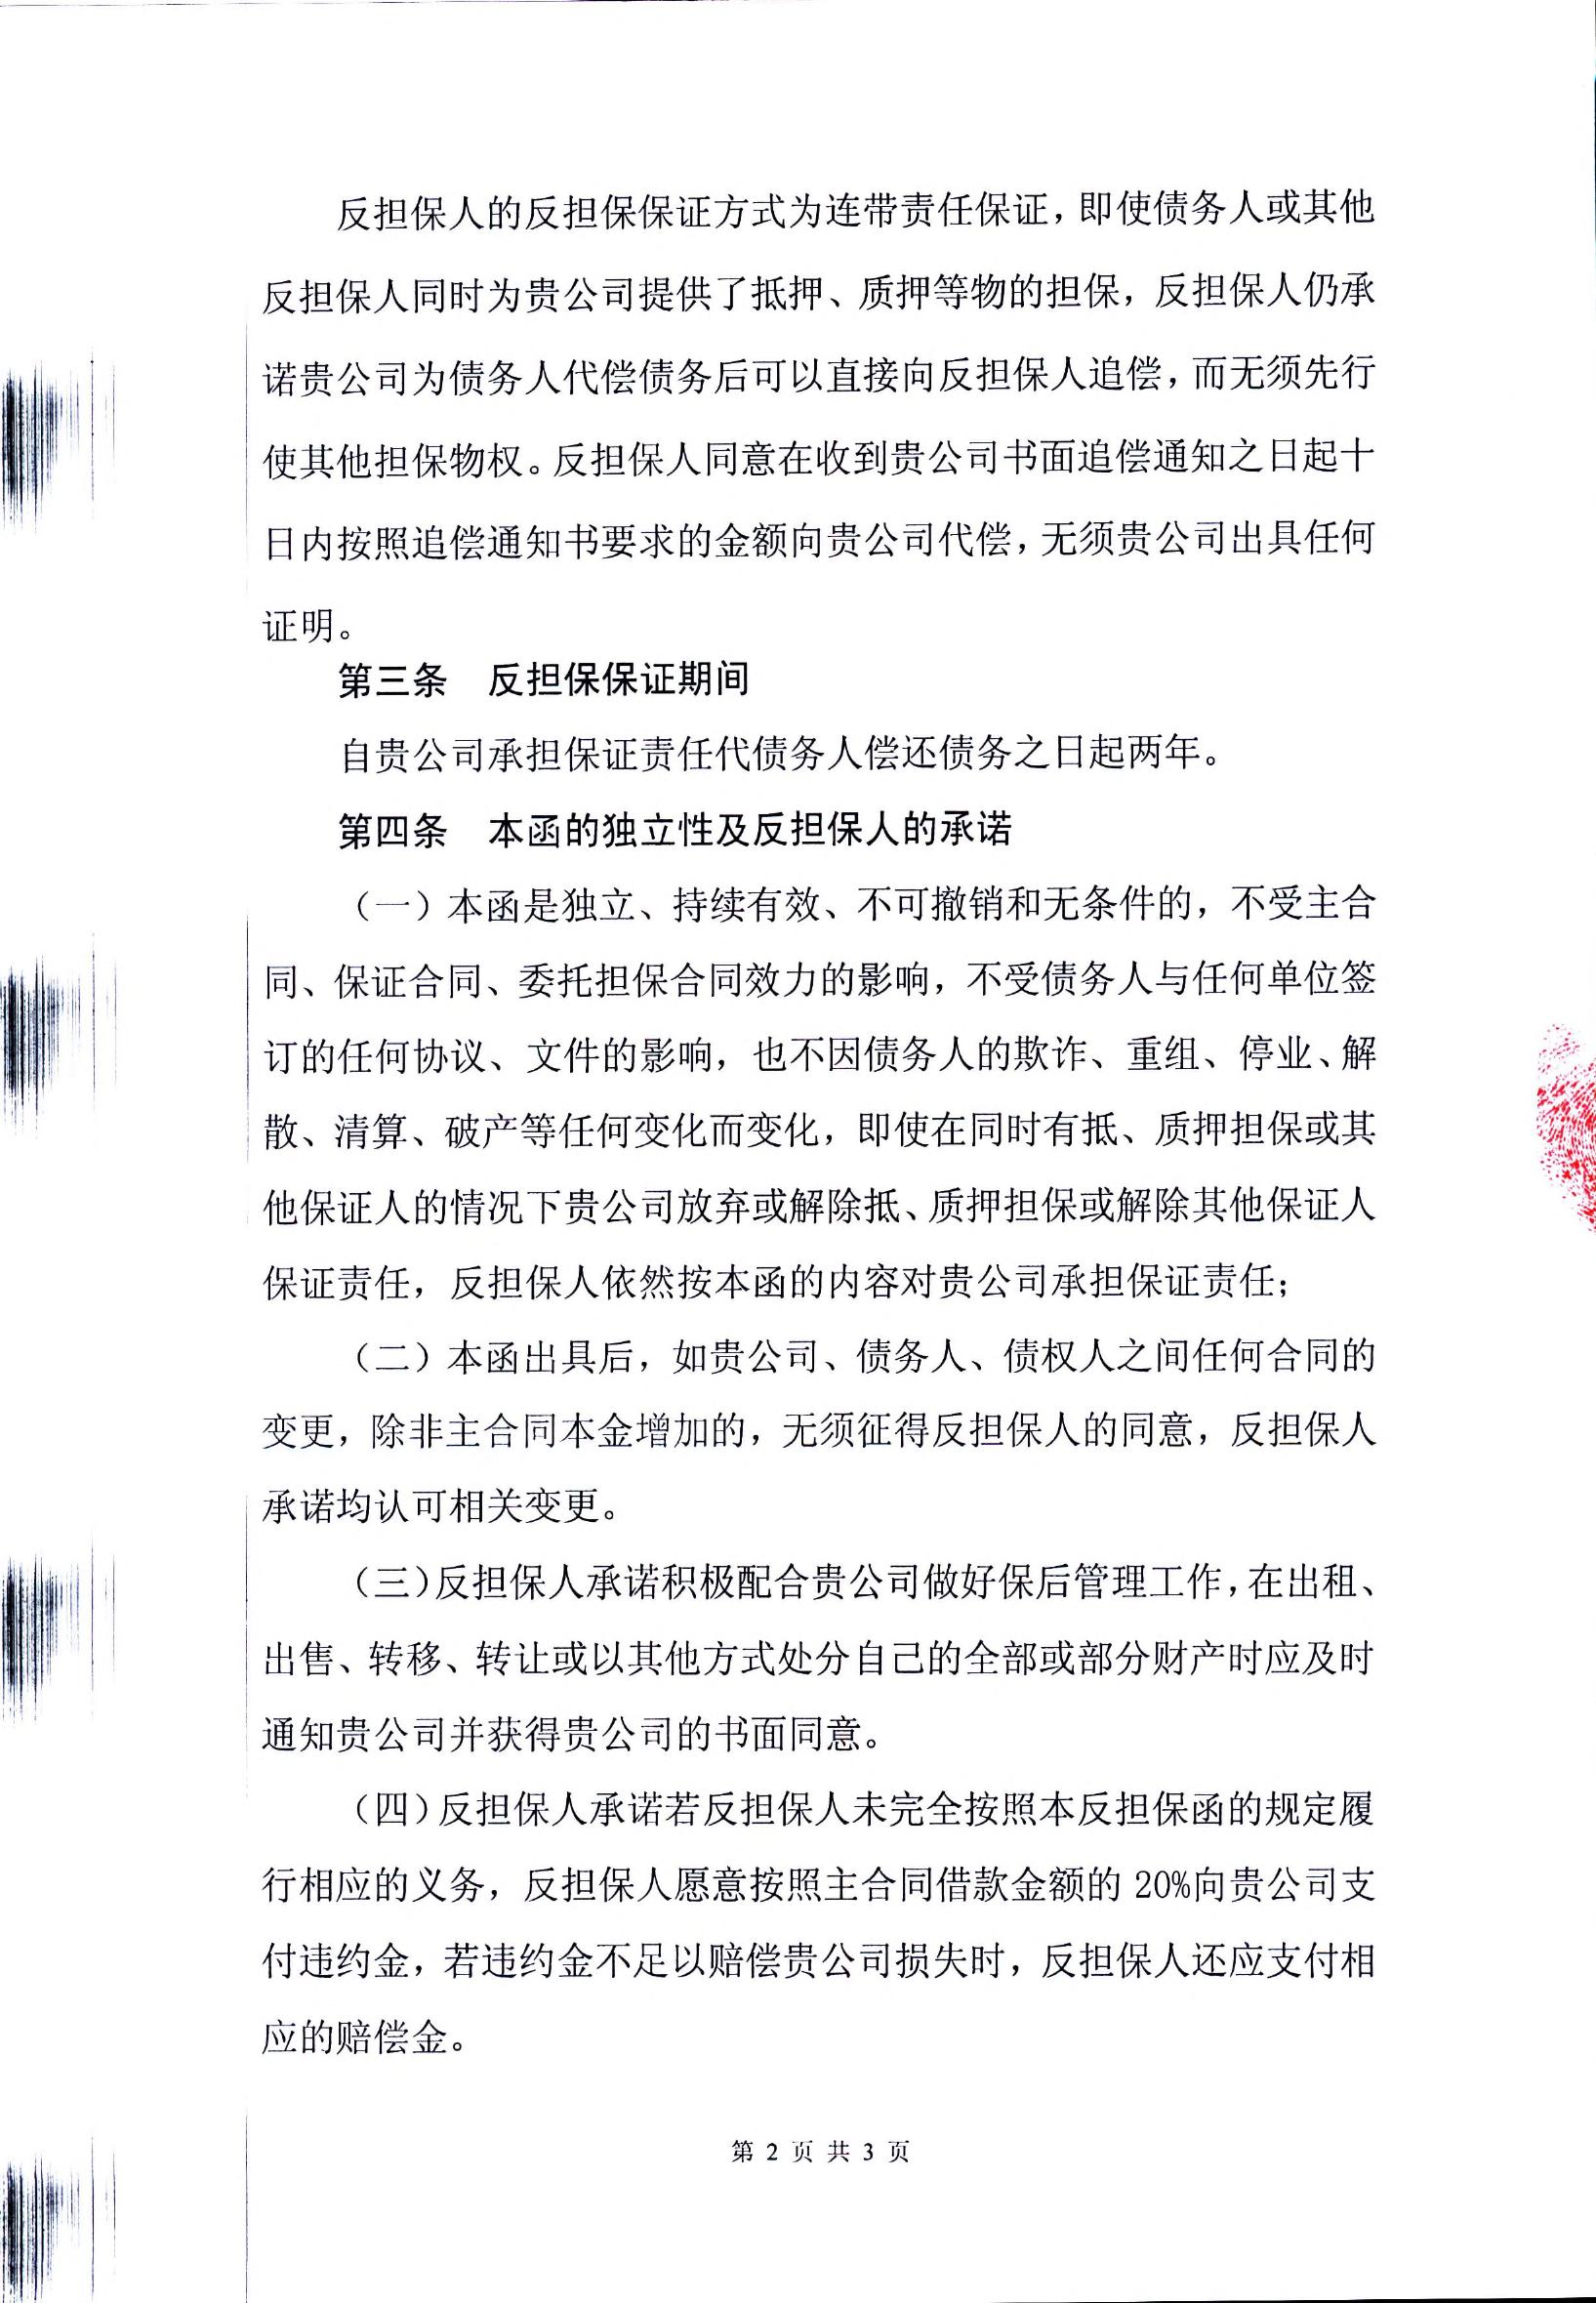 反担保人的反担保保证方式为连带责任保证，即使债务人或其他
反担保人同时为贵公司提供了抵押、质押等物的担保，反担保人仍承
诺贵公司为债务人代偿债务后可以直接向反担保人追偿，而无须先行
使其他担保物权。反担保人同意在收到贵公司书面追偿通知之日起十
日内按照追偿通知书要求的金额向贵公司代偿，无须贵公司出具任何
证明。
第三条　反担保保证期间
自贵公司承担保证责任代债务人偿还债务之日起两年。
第四条　本函的独立性及反担保人的承诺
（一）本函是独立、持续有效、不可撤销和无条件的，不受主合
同、保证合同、委托担保合同效力的影响，不受债务人与任何单位签
订的任何协议、文件的影响，也不因债务人的欺诈、重组、停业、解
散、清算、破产等任何变化而变化，即使在同时有抵、质押担保或其
他保证人的情况下贵公司放弃或解除抵、质押担保或解除其他保证人
保证责任，反担保人依然按本函的内容对贵公司承担保证责任；
（二）本函出具后，如贵公司、债务人、债权人之间任何合同的
变更，除非主合同本金增加的，无须征得反担保人的同意，反担保人
承诺均认可相关变更。
（三）反担保人承诺积极配合贵公司做好保后管理工作，在出租、
出售、转移、转让或以其他方式处分自己的全部或部分财产时应及时
通知贵公司并获得贵公司的书面同意。
（四）反担保人承诺若反担保人未完全按照本反担保函的规定履
行相应的义务，反担保人愿意按照主合同借款金额的 20%向贵公司支
付违约金，若违约金不足以赔偿贵公司损失时，反担保人还应支付相
应的赔偿金。
第 2 页 共 3 页